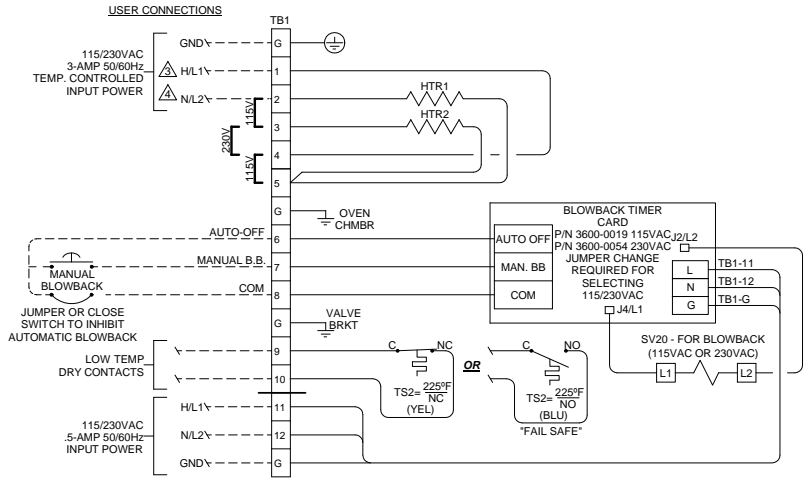 USER CONNECTIONS
TB1
GND
G
115/230VAC
3-AMP 50/60Hz
TEMP. CONTROLLED
INPUT POWER
3
H/L1
1
4
N/L2
2
115V
HTR1
230V
3
HTR2
115V
4
5
G
OVEN
CHMBR
AUTO-OFF
6
MANUAL B.B.
7
MANUAL
BLOWBACK
COM
8
JUMPER OR CLOSE
SWITCH TO INHIBIT
AUTOMATIC BLOWBACK
G
VALVE
BRKT
BLOWBACK TIMER
CARD
P/N 3600-0019 115VAC
P/N 3600-0054 230VAC
JUMPER CHANGE
REQUIRED FOR
SELECTING
115/230VAC
AUTO OFF
MAN. BB
COM
J2/L2
J4/L1
L
N
G
TB1-11
TB1-12
TB1-G
SV20 - FOR BLOWBACK
(115VAC OR 230VAC)
L1
L2
LOW TEMP
DRY CONTACTS
9
10
C
NC
TS2= 225ºF
NC
(YEL)
OR
C
NO
TS2= 225ºF
NO
(BLU)
"FAIL SAFE"
115/230VAC
.5-AMP 50/60Hz
INPUT POWER
H/L1
11
N/L2
12
GND
G